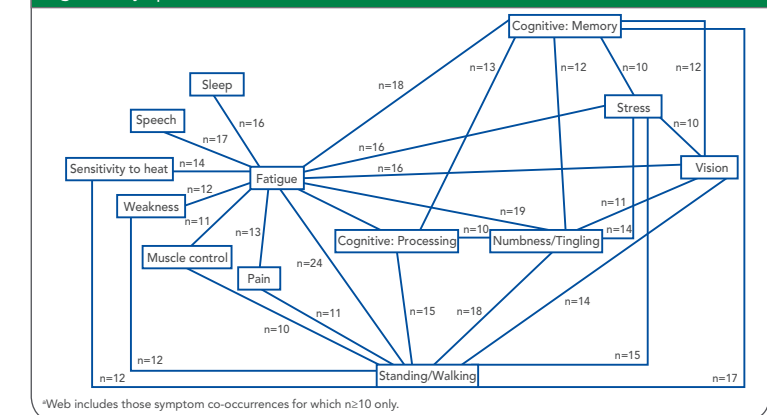 Cognitive: Memory
n=13
n=12
n=10
n=12
n=18
Sleep
Stress
Speech
n=16
n=10
n=17
n=16
Sensitivity to heat
n=14
Fatigue
n=16
Vision
n=12
Weakness
n=19
n=11
n=11
n=13
n=10
n=14
Cognitive: Processing
Numbness/Tingling
Muscle control
n=24
Pain
n=14
n=11
n=15
n=18
n=10
n=12
n=15
n=12
Standing/Walking
n=17
ᵃWeb includes those symptom co-occurrences for which n≥10 only.